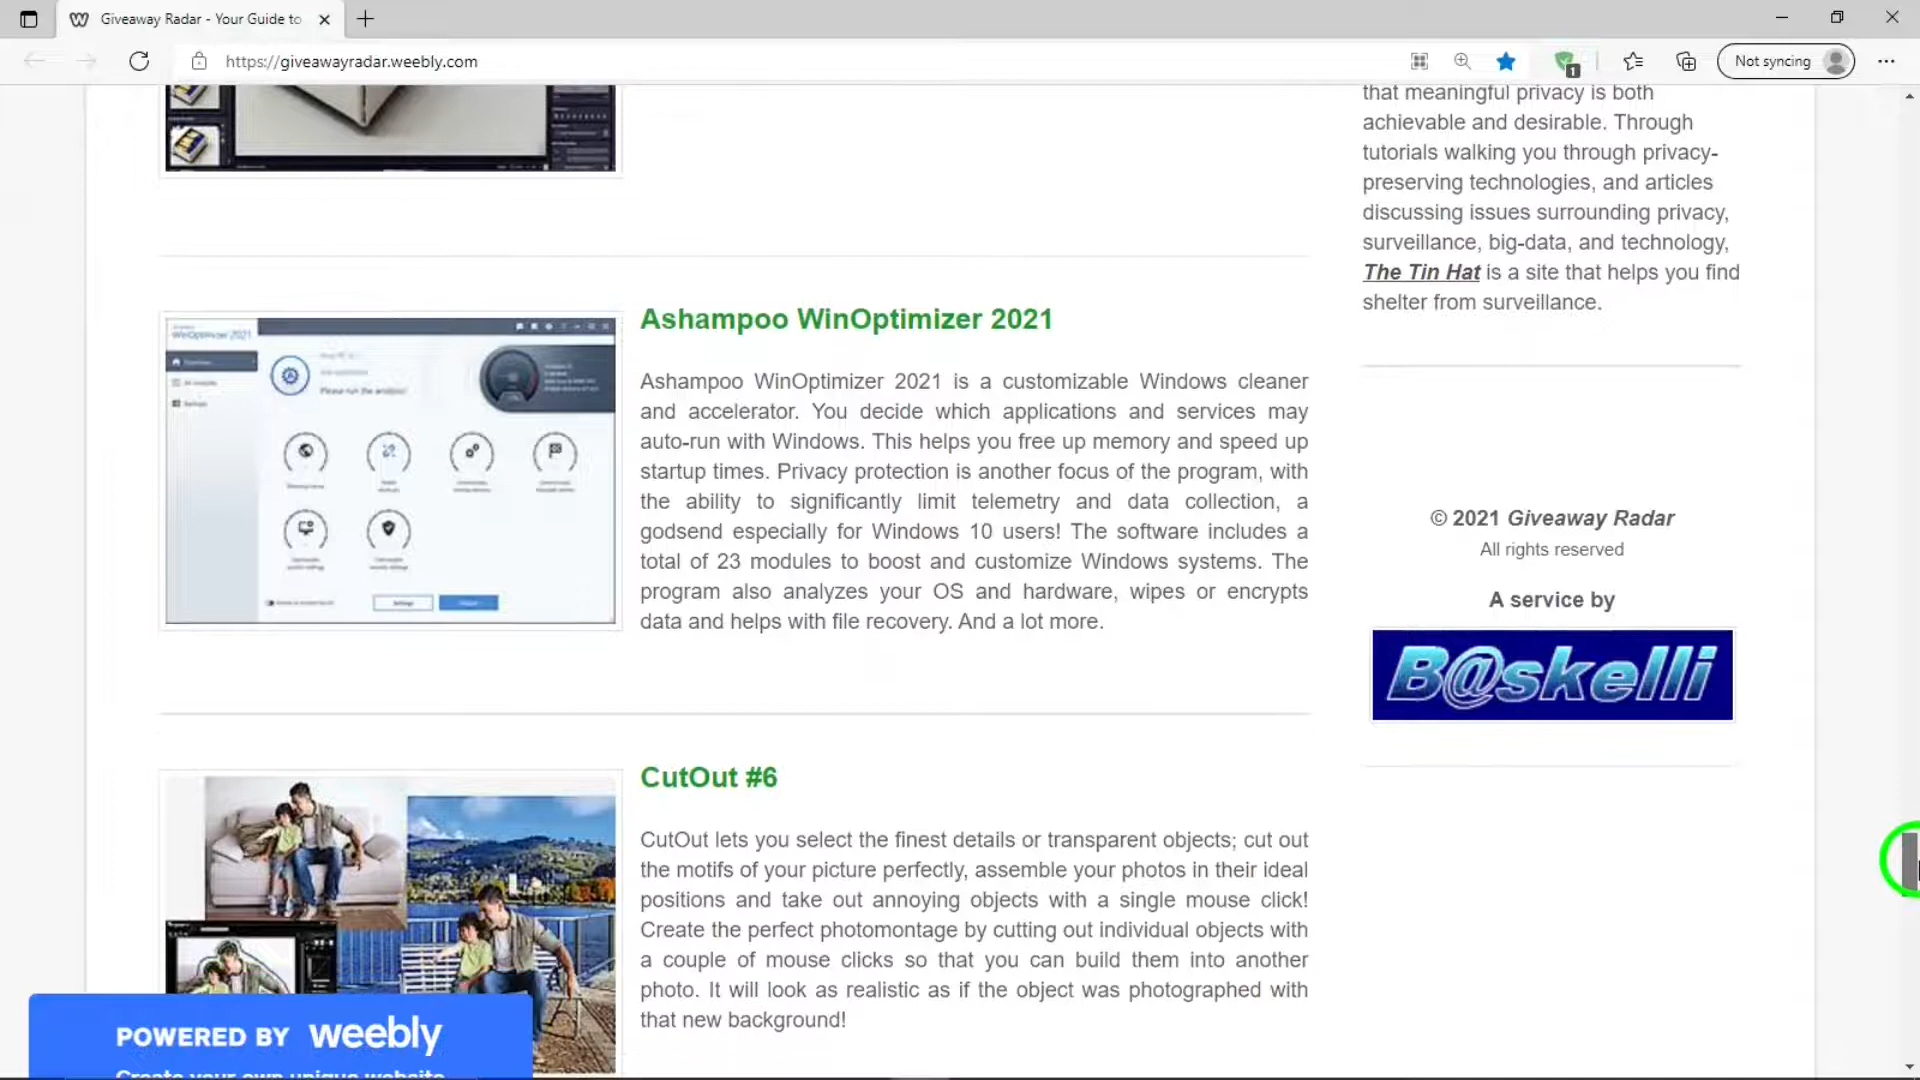 Giveaway Radar - Your Guide to
https://giveawayradar.weebly.com
1
Not syncing
that meaningful privacy is both
achievable and desirable. Through
tutorials walking you through privacy-
preserving technologies, and articles
discussing issues surrounding privacy,
surveillance, big-data, and technology,
The Tin Hat is a site that helps you find
shelter from surveillance.
WinOptimizer 2021
Ashampoo WinOptimizer 2021
Ashampoo WinOptimizer 2021 is a customizable Windows cleaner
and accelerator. You decide which applications and services may
auto-run with Windows. This helps you free up memory and speed up
startup times. Privacy protection is another focus of the program, with
the ability to significantly limit telemetry and data collection, a
godsend especially for Windows 10 users! The software includes a
total of 23 modules to boost and customize Windows systems. The
program also analyzes your OS and hardware, wipes or encrypts
data and helps with file recovery. And a lot more.
© 2021 Giveaway Radar
All rights reserved
A service by
B@skelli
CutOut #6
CutOut lets you select the finest details or transparent objects; cut out
the motifs of your picture perfectly, assemble your photos in their ideal
positions and take out annoying objects with a single mouse click!
Create the perfect photomontage by cutting out individual objects with
a couple of mouse clicks so that you can build them into another
photo. It will look as realistic as if the object was photographed with
that new background!
POWERED BY weebly
Create your own unique website